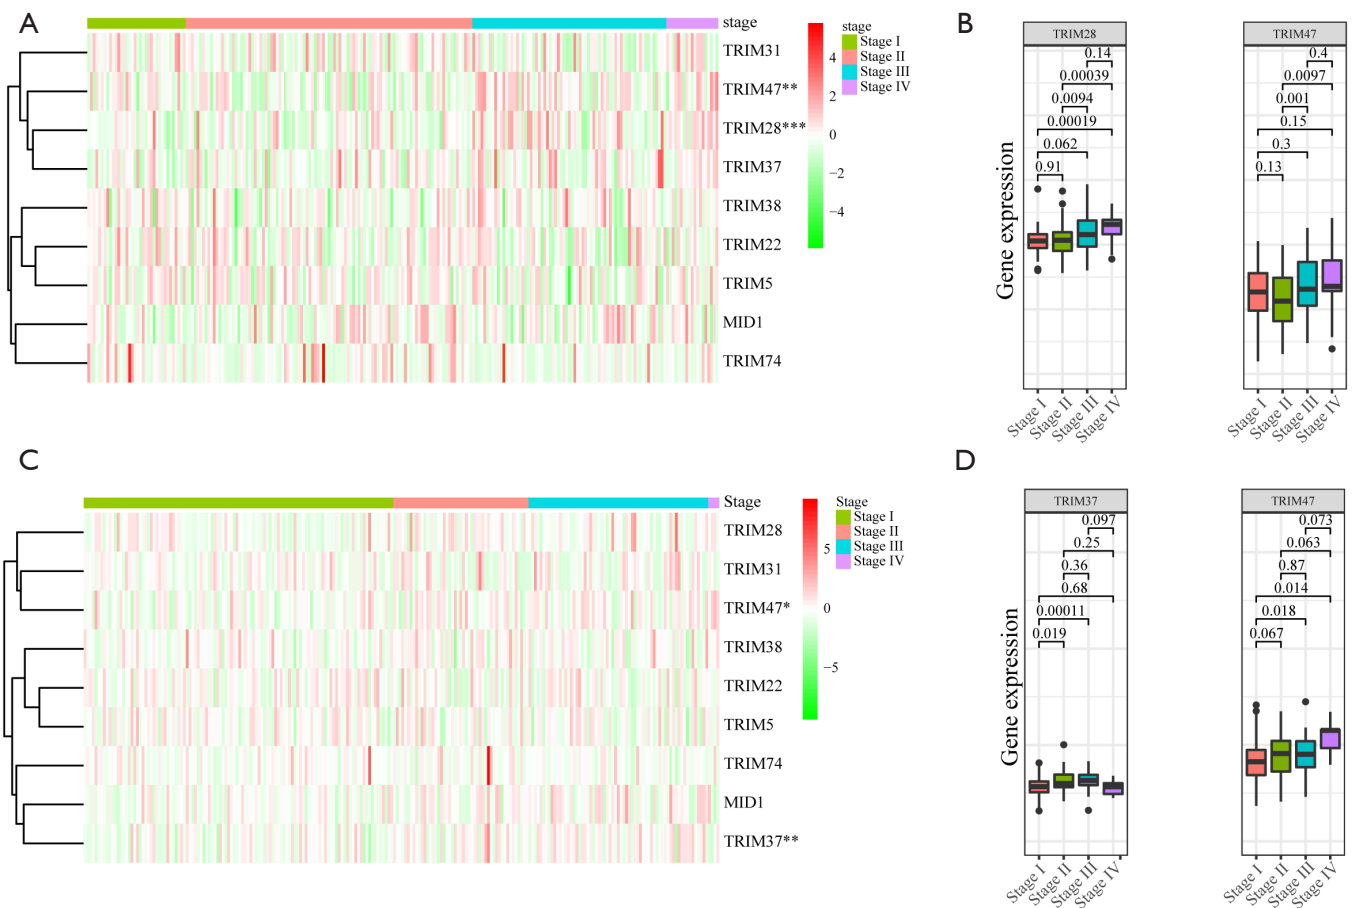 A
stage
TRIM31
TRIM47**
TRIM28***
TRIM37
TRIM38
TRIM22
TRIM5
MID1
TRIM74
4
2
0
−2
−4
stage
Stage I
Stage II
Stage III
Stage IV
B
Gene expression
TRIM28
0.14
0.00039
0.0094
0.00019
0.062
0.91
Stage I
Stage II
Stage III
Stage IV
TRIM47
0.4
0.0097
0.001
0.15
0.3
0.13
Stage I
Stage II
Stage III
Stage IV
C
Stage
TRIM28
TRIM31
TRIM47*
TRIM38
TRIM22
TRIM5
TRIM74
MID1
TRIM37**
5
0
−5
Stage
Stage I
Stage II
Stage III
Stage IV
D
Gene expression
TRIM37
0.097
0.25
0.36
0.68
0.00011
0.019
Stage I
Stage II
Stage III
Stage IV
TRIM47
0.073
0.063
0.87
0.014
0.018
0.067
Stage I
Stage II
Stage III
Stage IV